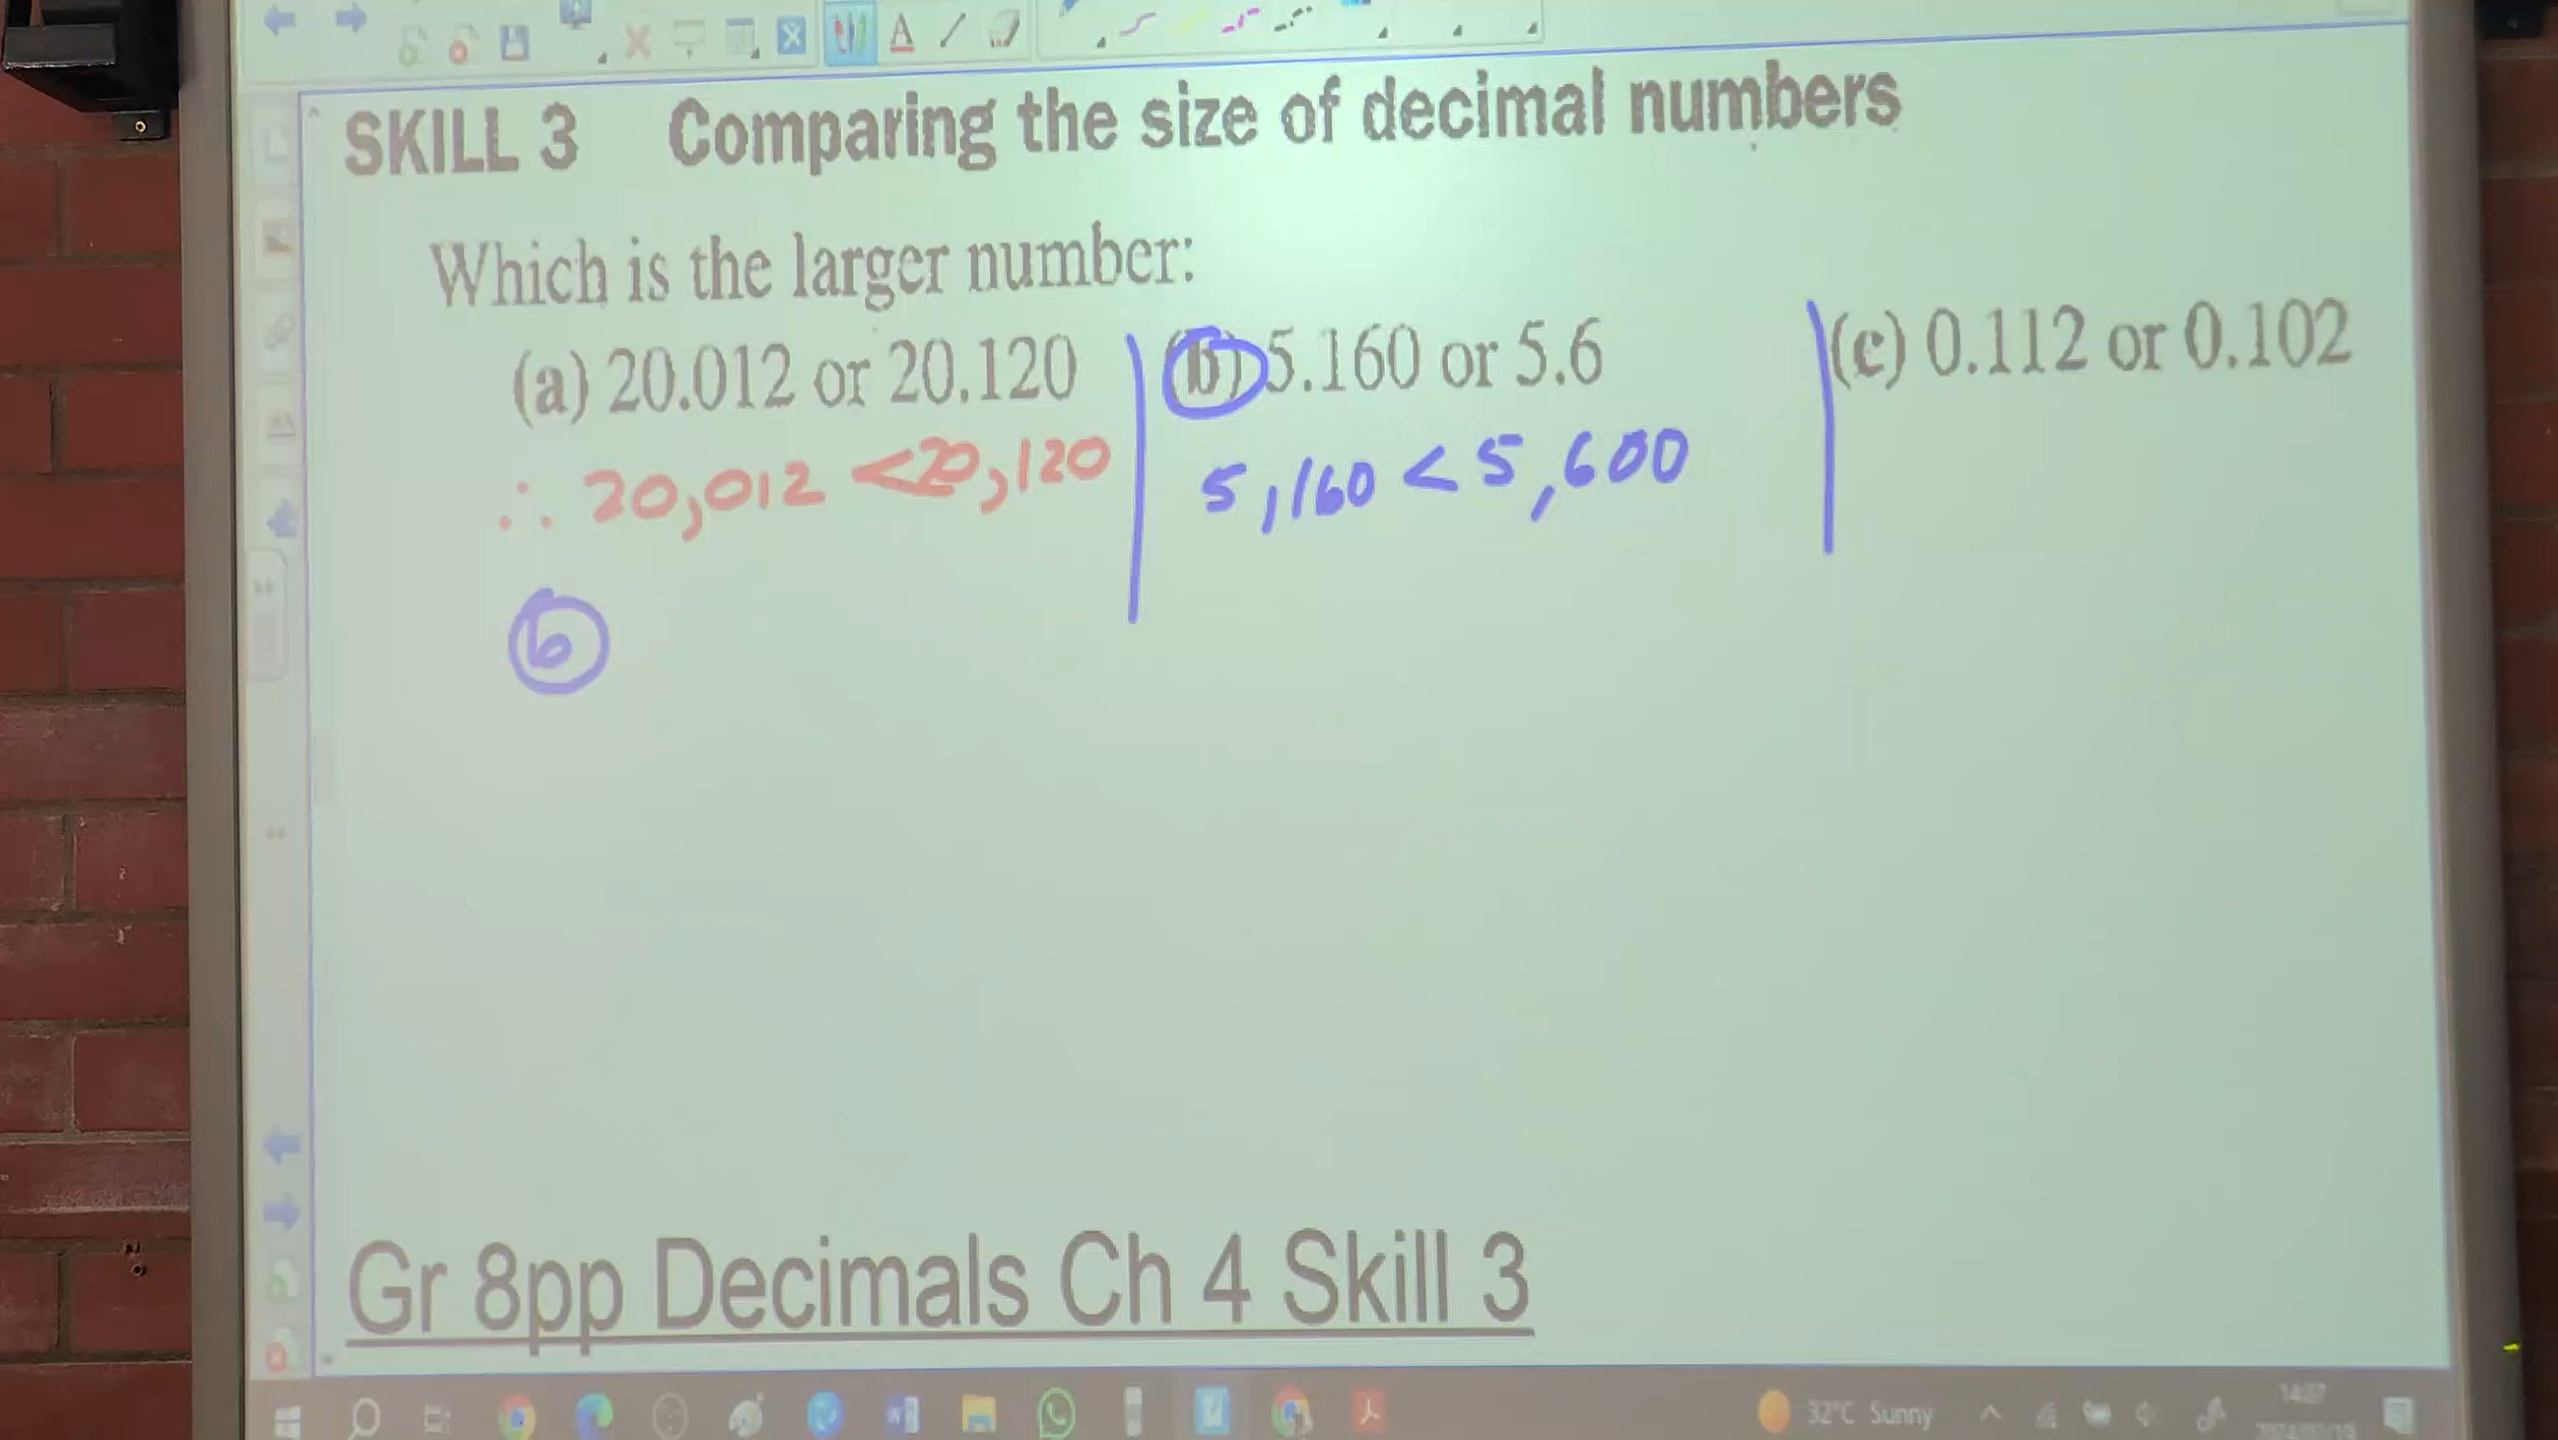 SKILL 3 Comparing the size of decimal numbers
Which is the larger number:
(a) 20.012 or 20.120
(b) 5.160 or 5.6
(c) 0.112 or 0.102
∴ 20,012 < 20,120
5,160 < 5,600
b
Gr 8pp Decimals Ch 4 Skill 3
32°C Sunny